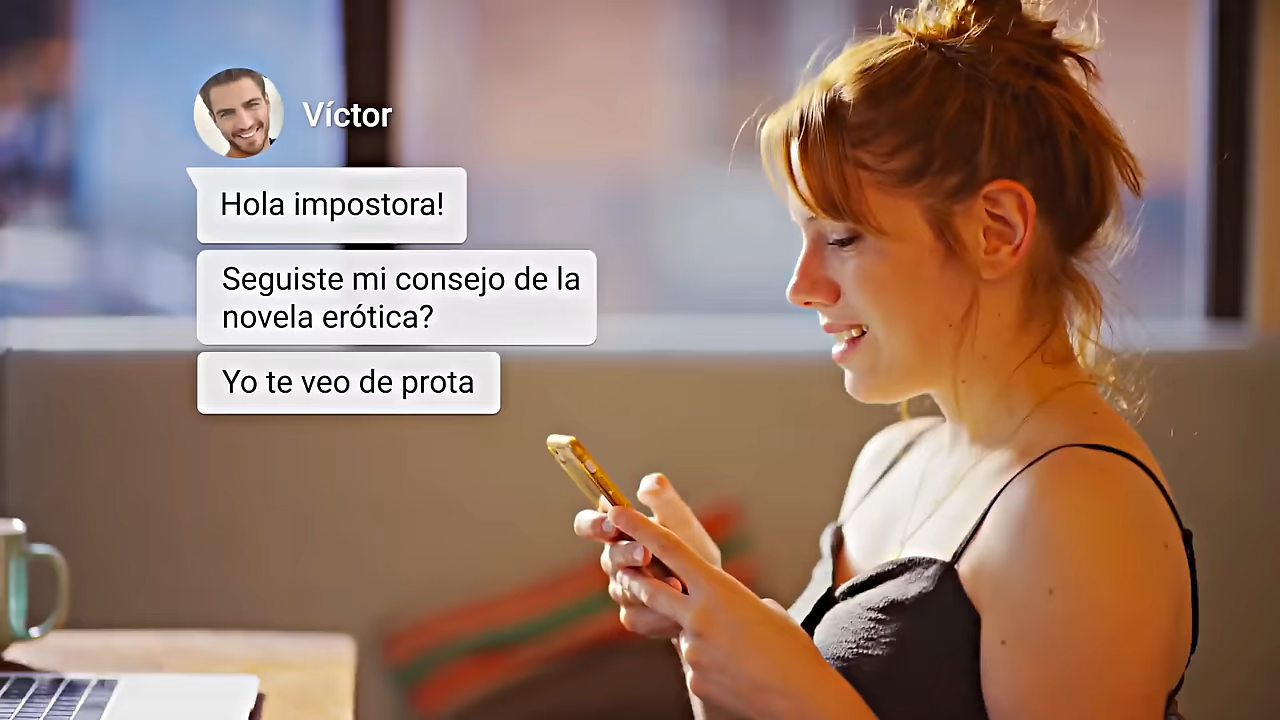 Víctor
Hola impostora!
Seguiste mi consejo de la
novela erótica?
Yo te veo de prota